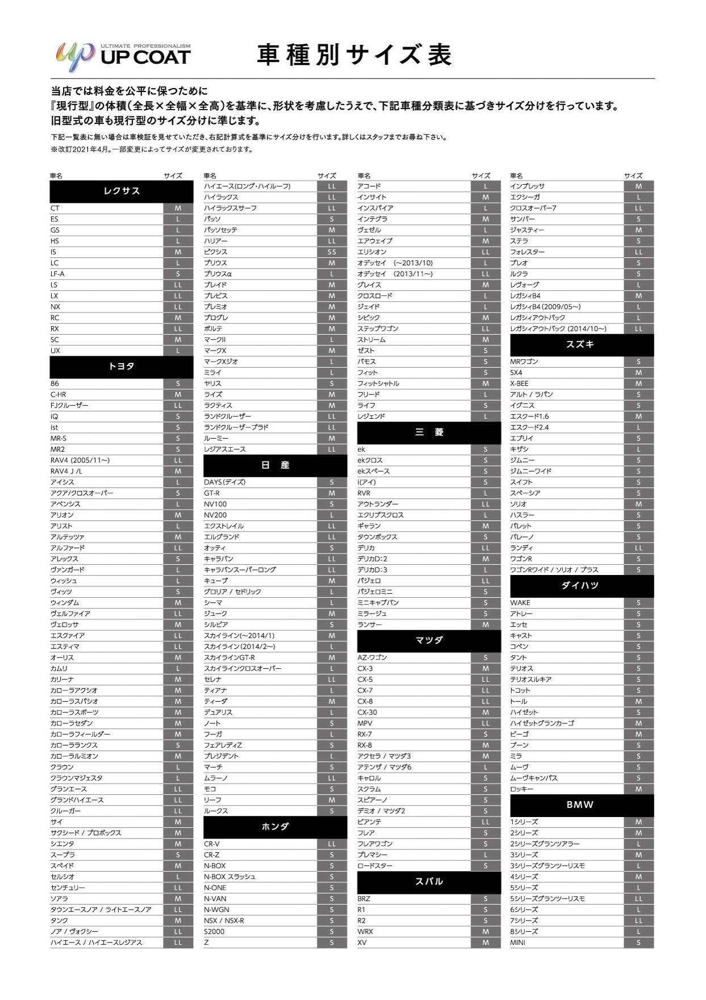 up ULTIMATE PROFESSIONALISM
UP COAT
車種別サイズ表
当店では料金を公平に保つために
『現行型』の体積（全長×全幅×全高）を基準に、形状を考慮したうえで、下記車種分類表に基づきサイズ分けを行っています。
旧型式の車も現行型のサイズ分けに準じます。
下記一覧表に無い場合は車検証を見せていただき、右記計算式を基準にサイズ分けを行います。詳しくはスタッフまでお尋ね下さい。
※改訂2021年4月。一部変更によってサイズが変更されております。
車名 サイズ
レクサス
CT M
ES L
GS L
HS L
IS M
LC L
LF-A S
LS LL
LX LL
NX LL
RC M
RX LL
SC M
UX L
トヨタ
86 S
C-HR M
FJクルーザー LL
iQ S
ist S
MR-S S
MR2 S
RAV4 (2005/11〜) LL
RAV4 J /L M
アイシス L
アクア/クロスオーバー S
アベンシス L
アリオン M
アリスト L
アルテッツァ M
アルファード LL
アレックス S
ヴァンガード L
ウィッシュ L
ヴィッツ S
ウィンダム M
ヴェルファイア LL
ヴェロッサ M
エスクァイア LL
エスティマ LL
オーリス M
カムリ L
カリーナ M
カローラアクシオ M
カローラスパシオ M
カローラスポーツ M
カローラセダン M
カローラフィールダー M
カローラランクス S
カローラルミオン M
クラウン L
クラウンマジェスタ L
グランエース LL
グランドハイエース LL
クルーガー LL
サイ M
サクシード / プロボックス M
シエンタ M
スープラ S
スペイド M
セルシオ L
センチュリー LL
ソアラ M
タウンエースノア / ライトエースノア LL
タンク M
ノア / ヴォクシー LL
ハイエース / ハイエースレジアス LL
車名 サイズ
ハイエース(ロング・ハイルーフ) LL
ハイラックス LL
ハイラックスサーフ LL
パッソ S
パッソセッテ M
ハリアー LL
ピクシス SS
プリウス M
プリウスα L
ブレイド M
ブレビス M
プレミオ M
プログレ M
ポルテ M
マークII L
マークX M
マークXジオ L
ミライ L
ヤリス S
ライズ M
ラクティス M
ランドクルーザー LL
ランドクルーザープラド LL
ルーミー M
レジアスエース LL
日 産
DAYS(デイズ) S
GT-R M
NV100 S
NV200 L
エクストレイル LL
エルグランド LL
オッティ S
キャラバン LL
キャラバンスーパーロング LL
キューブ M
グロリア / セドリック L
シーマ L
ジューク M
シルビア S
スカイライン(〜2014/1) M
スカイライン(2014/2〜) L
スカイラインGT-R M
スカイラインクロスオーバー L
セレナ LL
ティアナ L
ティーダ M
デュアリス L
ノート S
フーガ L
フェアレディZ S
プレジデント L
マーチ S
ムラーノ LL
モコ S
リーフ M
ルークス S
ホンダ
CR-V LL
CR-Z S
N-BOX S
N-BOX スラッシュ S
N-ONE S
N-VAN S
N-WGN S
NSX / NSX-R S
S2000 S
Z S
車名 サイズ
アコード L
インサイト M
インスパイア L
インテグラ M
ヴェゼル L
エアウェイブ M
エリシオン LL
オデッセイ (〜2013/10) L
オデッセイ (2013/11〜) LL
グレイス M
クロスロード L
ジェイド L
シビック M
ステップワゴン LL
ストリーム M
ゼスト S
バモス S
フィット S
フィットシャトル M
フリード L
ライフ S
レジェンド L
三 菱
ek S
ekクロス S
ekスペース S
i(アイ) S
RVR L
アウトランダー LL
エクリプスクロス L
ギャラン M
タウンボックス S
デリカ LL
デリカD:2 M
デリカD:3 L
パジェロ LL
パジェロミニ S
ミニキャブバン S
ミラージュ S
ランサー M
マツダ
AZ-ワゴン S
CX-3 M
CX-5 LL
CX-7 LL
CX-8 LL
CX-30 M
MPV LL
RX-7 S
RX-8 M
アクセラ / マツダ3 M
アテンザ / マツダ6 L
キャロル S
スクラム S
スピアーノ S
デミオ / マツダ2 S
ビアンテ LL
フレア S
フレアワゴン S
プレマシー L
ロードスター S
スバル
BRZ S
R1 S
R2 S
WRX M
XV M
車名 サイズ
インプレッサ M
エクシーガ L
クロスオーバー7 LL
サンバー S
ジャスティー M
ステラ S
フォレスター LL
プレオ S
ルクラ S
レヴォーグ L
レガシィB4 M
レガシィB4(2009/05〜) L
レガシィアウトバック L
レガシィアウトバック (2014/10〜) LL
スズキ
MRワゴン S
SX4 M
X-BEE M
アルト / ラパン S
イグニス S
エスクード1.6 M
エスクード2.4 L
エブリイ S
キザシ L
ジムニー S
ジムニーワイド S
スイフト S
スペーシア S
ソリオ M
ハスラー S
パレット S
バレーノ S
ランディ LL
ワゴンR S
ワゴンRワイド / ソリオ / プラス S
ダイハツ
WAKE S
アトレー S
エッセ S
キャスト S
コペン S
タント S
テリオス S
テリオスルキア S
トコット S
トール M
ハイゼット S
ハイゼットグランカーゴ M
ビーゴ M
ブーン S
ミラ S
ムーヴ S
ムーヴキャンバス S
ロッキー M
BMW
1シリーズ M
2シリーズ M
2シリーズグランツアラー L
3シリーズ M
3シリーズグランツーリスモ L
4シリーズ M
5シリーズ L
5シリーズグランツーリスモ LL
6シリーズ L
7シリーズ LL
8シリーズ L
MINI S